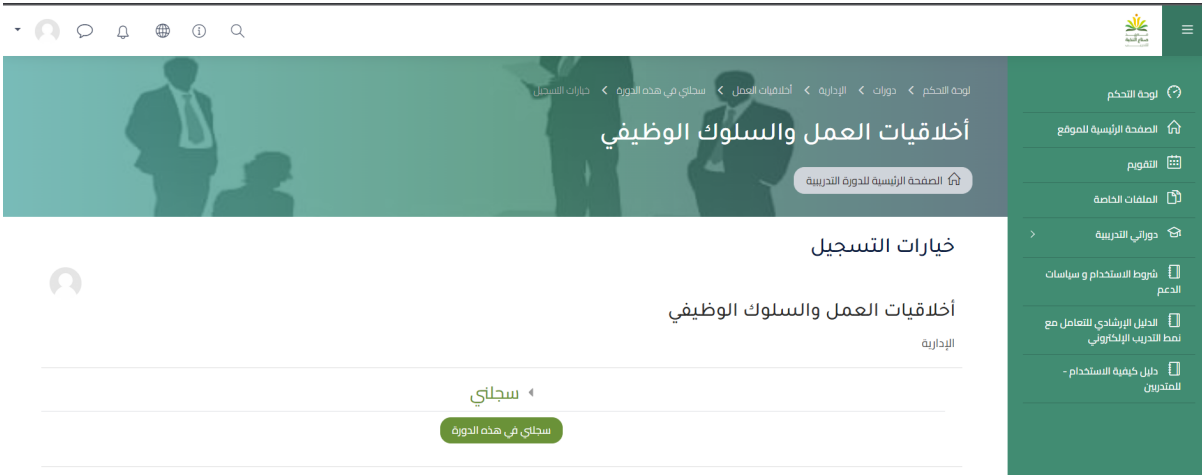 لوحة التحكم
الصفحة الرئيسية للموقع
التقويم
الملفات الخاصة
دوراتي التدريبية
شروط الاستخدام و سياسات
الدعم
الدليل الإرشادي للتعامل مع
نمط التدريب الإلكتروني
دليل كيفية الاستخدام -
للمتدربين
لوحة التحكم > دورات > الإدارية > أخلاقيات العمل > سجلني في هذه الدورة > خيارات التسجيل
أخلاقيات العمل والسلوك الوظيفي
الصفحة الرئيسية للدورة التدريبية
خيارات التسجيل
أخلاقيات العمل والسلوك الوظيفي
الإدارية
سجلني
سجلني في هذه الدورة